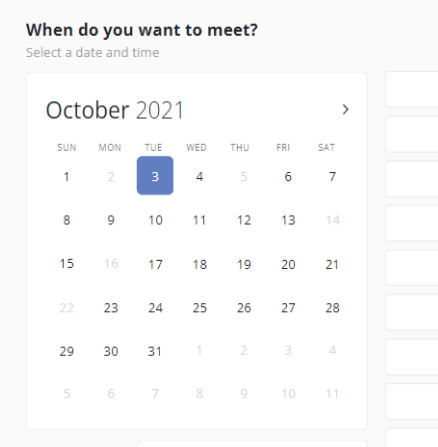 When do you want to meet?
Select a date and time
October 2021 >
SUN MON TUE WED THU FRI SAT
1 2 3 4 5 6 7
8 9 10 11 12 13 14
15 16 17 18 19 20 21
22 23 24 25 26 27 28
29 30 31 1 2 3 4
5 6 7 8 9 10 11